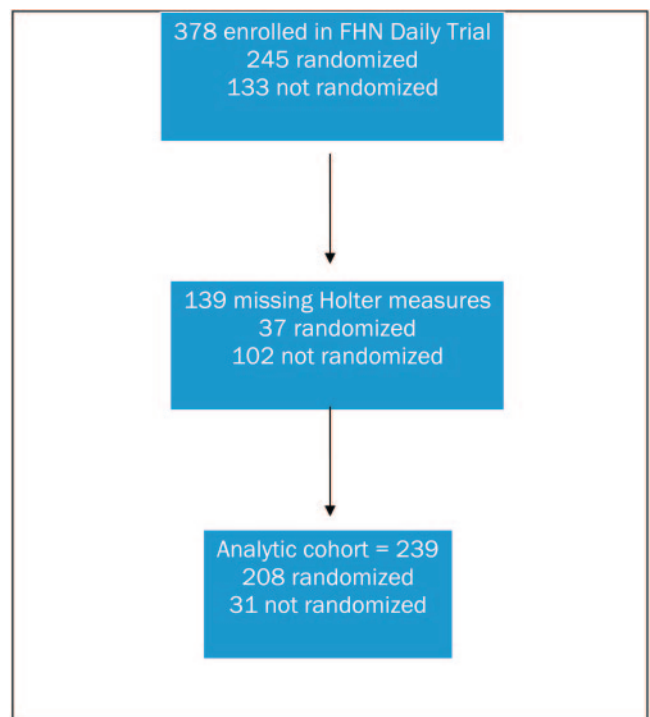 378 enrolled in FHN Daily Trial
245 randomized
133 not randomized
139 missing Holter measures
37 randomized
102 not randomized
Analytic cohort = 239
208 randomized
31 not randomized